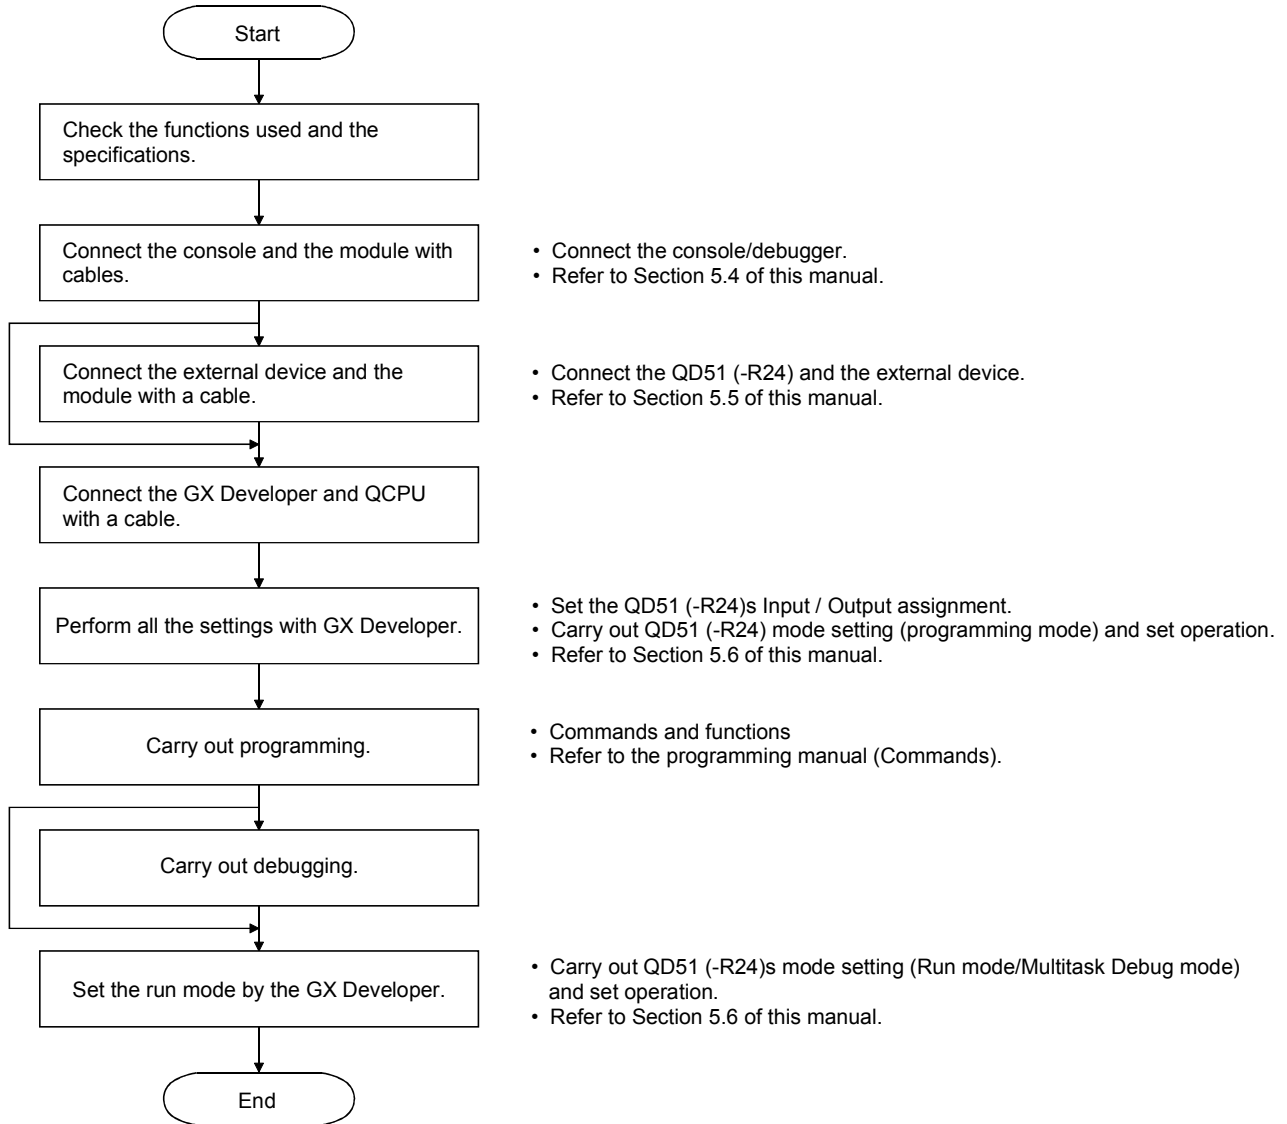 Start
Check the functions used and the
specifications.
Connect the console and the module with
cables.
• Connect the console/debugger.
• Refer to Section 5.4 of this manual.
Connect the external device and the
module with a cable.
• Connect the QD51 (-R24) and the external device.
• Refer to Section 5.5 of this manual.
Connect the GX Developer and QCPU
with a cable.
Perform all the settings with GX Developer.
• Set the QD51 (-R24)s Input / Output assignment.
• Carry out QD51 (-R24) mode setting (programming mode) and set operation.
• Refer to Section 5.6 of this manual.
Carry out programming.
• Commands and functions
• Refer to the programming manual (Commands).
Carry out debugging.
Set the run mode by the GX Developer.
• Carry out QD51 (-R24)s mode setting (Run mode/Multitask Debug mode)
and set operation.
• Refer to Section 5.6 of this manual.
End